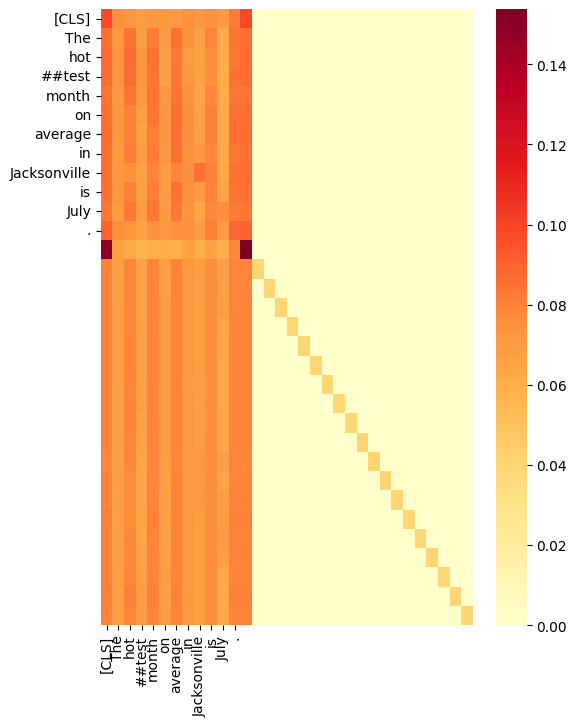 [CLS]
The
hot
##test
month
on
average
in
Jacksonville
is
July
.
[CLS]
The
hot
##test
month
on
average
in
Jacksonville
is
July
.
0.14
0.12
0.10
0.08
0.06
0.04
0.02
0.00